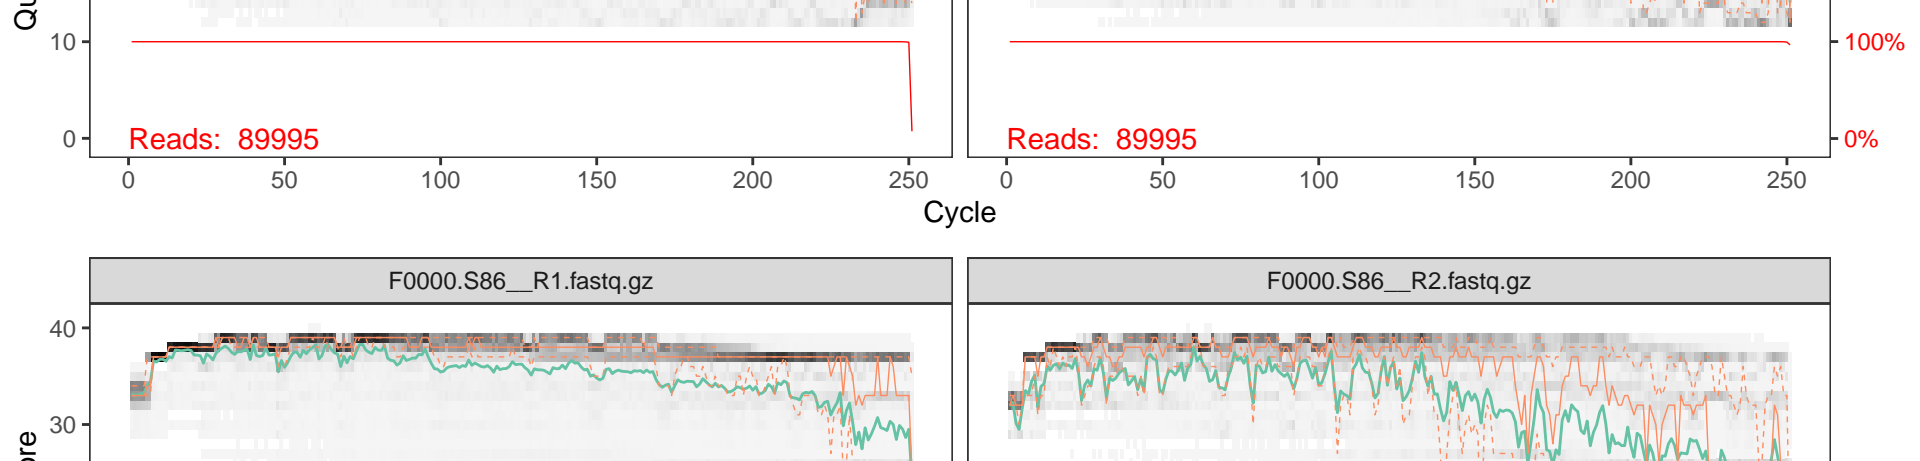 Qu
10
0
Reads: 89995
Reads: 89995
100%
0%
0 50 100 150 200 250
0 50 100 150 200 250
Cycle
F0000.S86__R1.fastq.gz
F0000.S86__R2.fastq.gz
40
30
ore